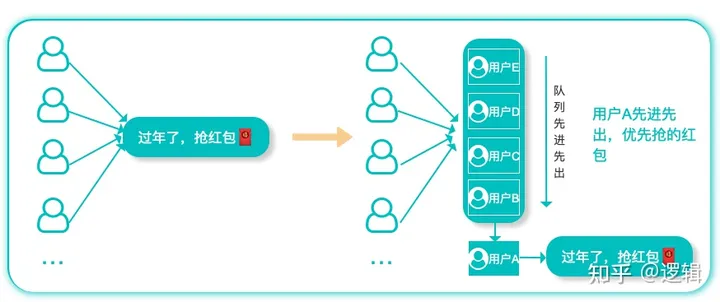 过年了，抢红包
...
用户E
用户D
用户C
用户B
用户A
队列先进先出
用户A先进先
出，优先抢的红
包
过年了，抢红包
...
知乎 @逻辑